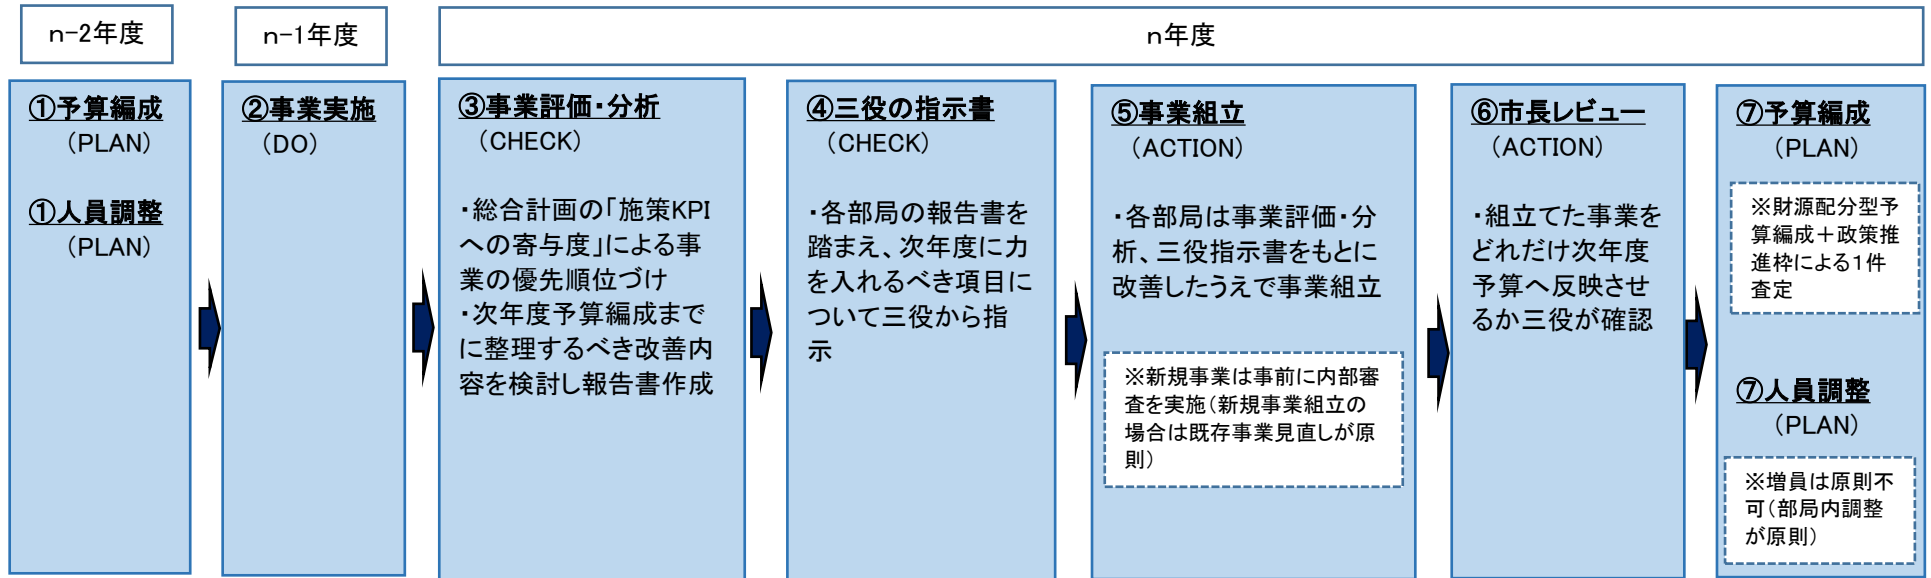 n-2年度
n-1年度
n年度
①予算編成
（PLAN）
①人員調整
（PLAN）
②事業実施
（DO）
③事業評価・分析
（CHECK）
・総合計画の「施策KPI
への寄与度」による事
業の優先順位づけ
・次年度予算編成まで
に整理するべき改善内
容を検討し報告書作成
④三役の指示書
（CHECK）
・各部局の報告書を
踏まえ、次年度に力
を入れるべき項目に
ついて三役から指
示
⑤事業組立
（ACTION）
・各部局は事業評価・分
析、三役指示書をもとに
改善したうえで事業組立
※新規事業は事前に内部審
査を実施（新規事業組立の
場合は既存事業見直しが原
則）
⑥市長レビュー
（ACTION）
・組立てた事業を
どれだけ次年度
予算へ反映させ
るか三役が確認
⑦予算編成
（PLAN）
※財源配分型予
算編成＋政策推
進枠による１件
査定
⑦人員調整
（PLAN）
※増員は原則不
可（部局内調整
が原則）